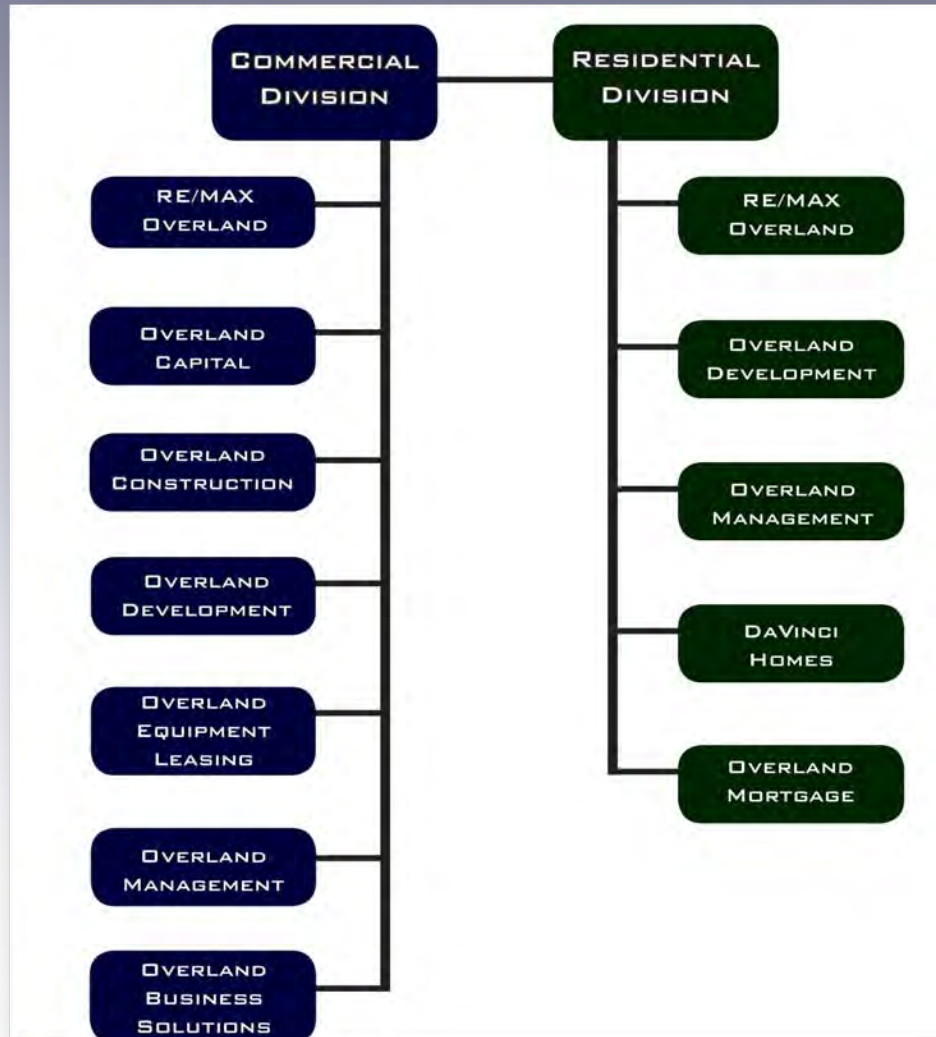 Commercial
Division
Residential
Division
RE/MAX
Overland
Overland
Capital
Overland
Construction
Overland
Development
Overland
Equipment
Leasing
Overland
Management
Overland
Business
Solutions
RE/MAX
Overland
Overland
Development
Overland
Management
DaVinci
Homes
Overland
Mortgage